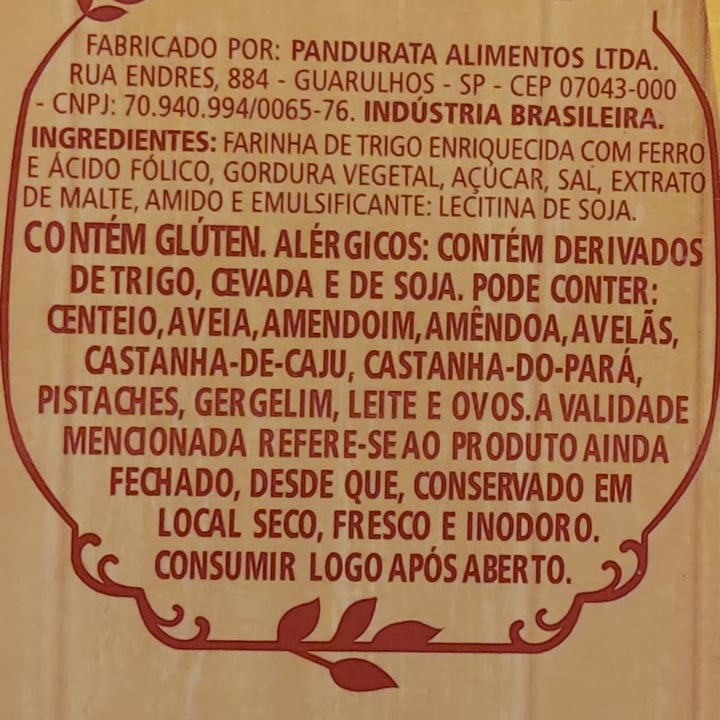 FABRICADO POR: PANDURATA ALIMENTOS LTDA.
RUA ENDRES, 884 - GUARULHOS - SP - CEP 07043-000
- CNPJ: 70.940.994/0065-76. INDÚSTRIA BRASILEIRA.
INGREDIENTES: FARINHA DE TRIGO ENRIQUECIDA COM FERRO
E ÁCIDO FÓLICO, GORDURA VEGETAL, AÇÚCAR, SAL, EXTRATO
DE MALTE, AMIDO E EMULSIFICANTE: LECITINA DE SOJA.
CONTÉM GLÚTEN. ALÉRGICOS: CONTÉM DERIVADOS
DE TRIGO, CEVADA E DE SOJA. PODE CONTER:
CENTEIO, AVEIA, AMENDOIM, AMÊNDOA, AVELÃS,
CASTANHA-DE-CAJU, CASTANHA-DO-PARÁ,
PISTACHES, GERGELIM, LEITE E OVOS. A VALIDADE
MENCIONADA REFERE-SE AO PRODUTO AINDA
FECHADO, DESDE QUE, CONSERVADO EM
LOCAL SECO, FRESCO E INODORO.
CONSUMIR LOGO APÓS ABERTO.